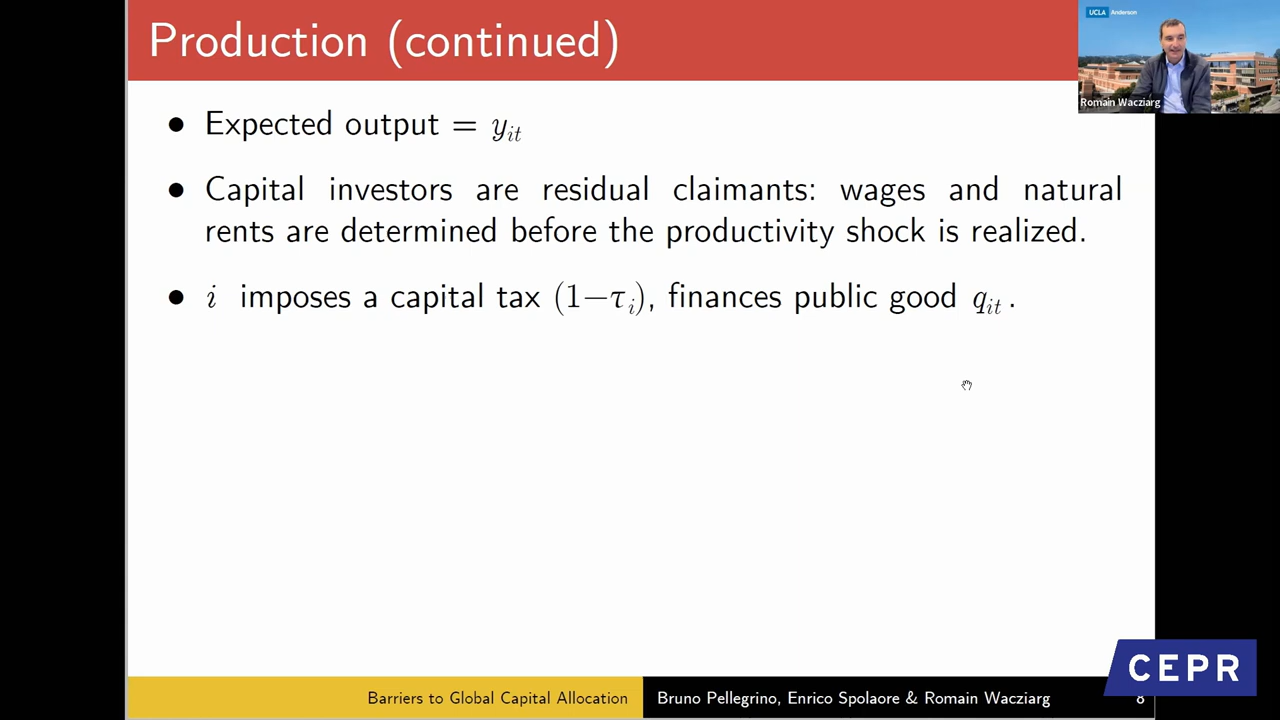 Production (continued)
UCLA Anderson
Romain Wacziarg
• Expected output = y_it
• Capital investors are residual claimants: wages and natural
rents are determined before the productivity shock is realized.
• i imposes a capital tax (1−τ_i), finances public good q_it .
CEPR
Barriers to Global Capital Allocation
Bruno Pellegrino, Enrico Spolaore & Romain Wacziarg
8